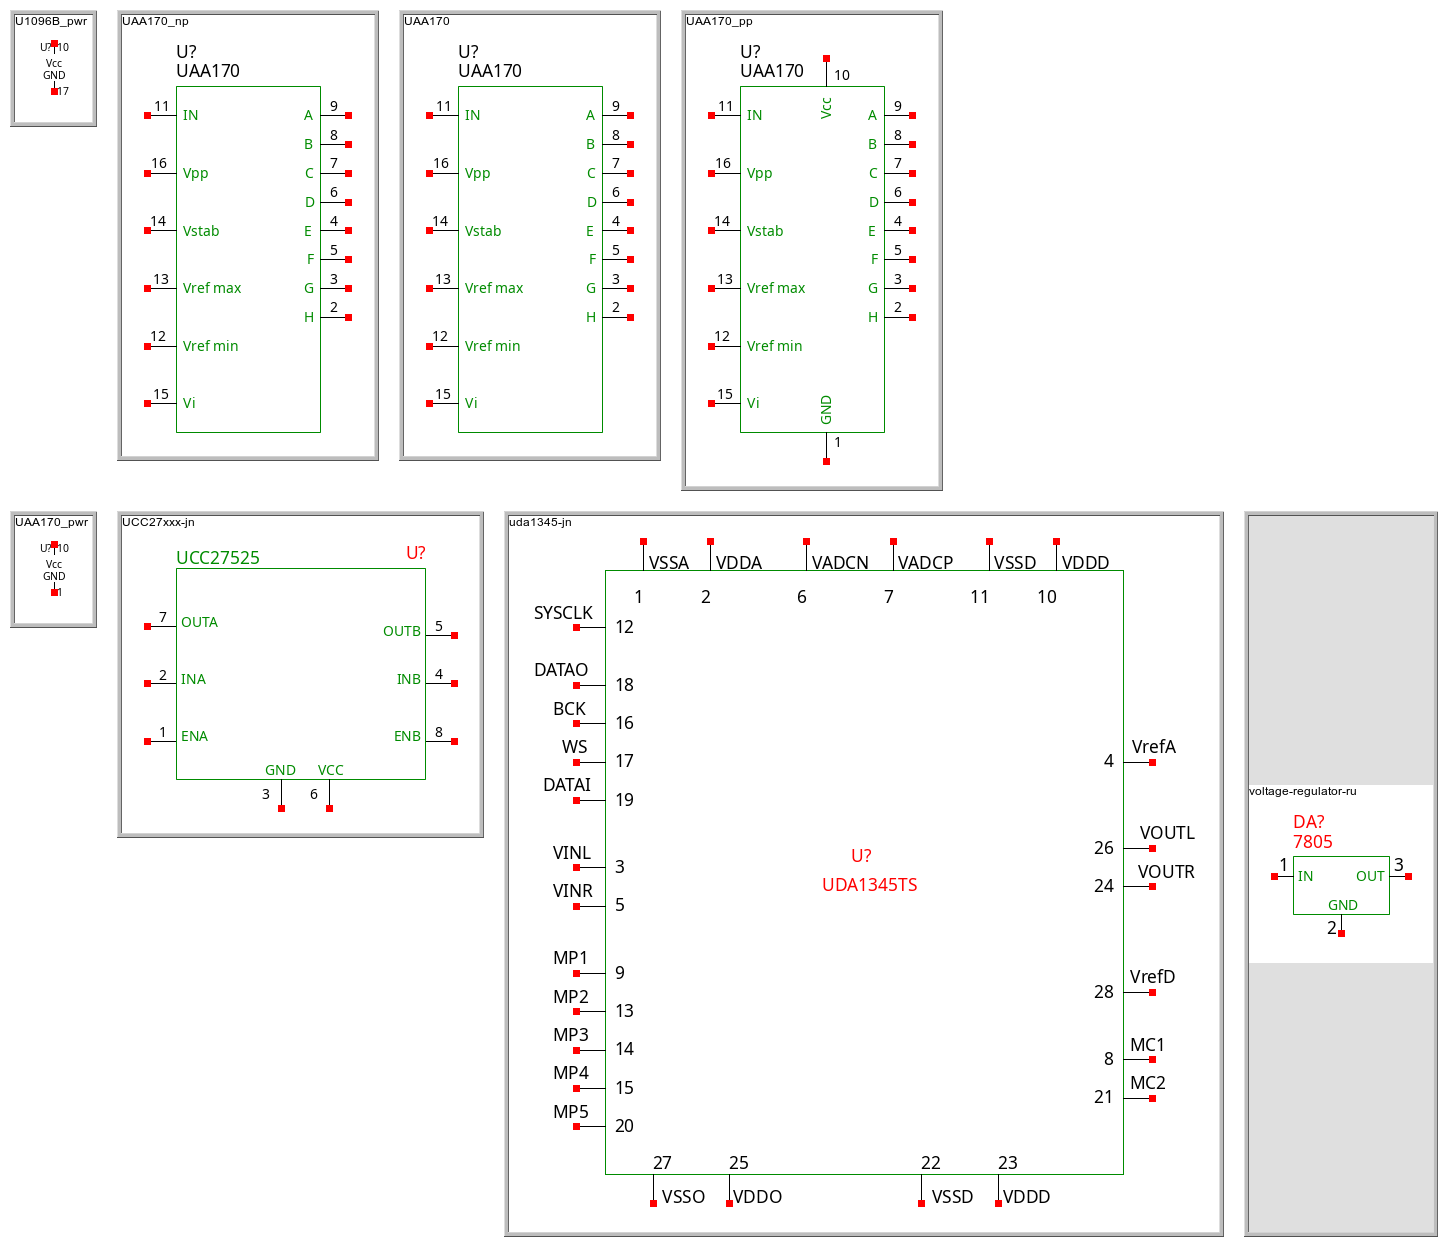 U1096B_pwr
U? 10
Vcc
GND
17
UAA170_np
U?
UAA170
11 IN A 9
B 8
16 Vpp C 7
D 6
14 Vstab E 4
F 5
13 Vref max G 3
H 2
12 Vref min
15 Vi
UAA170
U?
UAA170
11 IN A 9
B 8
16 Vpp C 7
D 6
14 Vstab E 4
F 5
13 Vref max G 3
H 2
12 Vref min
15 Vi
UAA170_pp
U?
UAA170
10
Vcc
11 IN A 9
B 8
16 Vpp C 7
D 6
14 Vstab E 4
F 5
13 Vref max G 3
H 2
12 Vref min
15 Vi
GND
1
UAA170_pwr
U? 10
Vcc
GND
1
UCC27xxx-jn
UCC27525 U?
7 OUTA OUTB 5
2 INA INB 4
1 ENA ENB 8
GND VCC
3 6
uda1345-jn
VSSA VDDA VADCN VADCP VSSD VDDD
1 2 6 7 11 10
SYSCLK 12
DATAO 18
BCK 16
WS 17
4 VrefA
DATAI 19
VINL 3
U?
26 VOUTL
VINR 5
UDA1345TS
24 VOUTR
MP1 9
28 VrefD
MP2 13
MP3 14
8 MC1
MP4 15
21 MC2
MP5 20
27 25 22 23
VSSO VDDO VSSD VDDD
voltage-regulator-ru
DA?
7805
1 IN OUT 3
GND
2